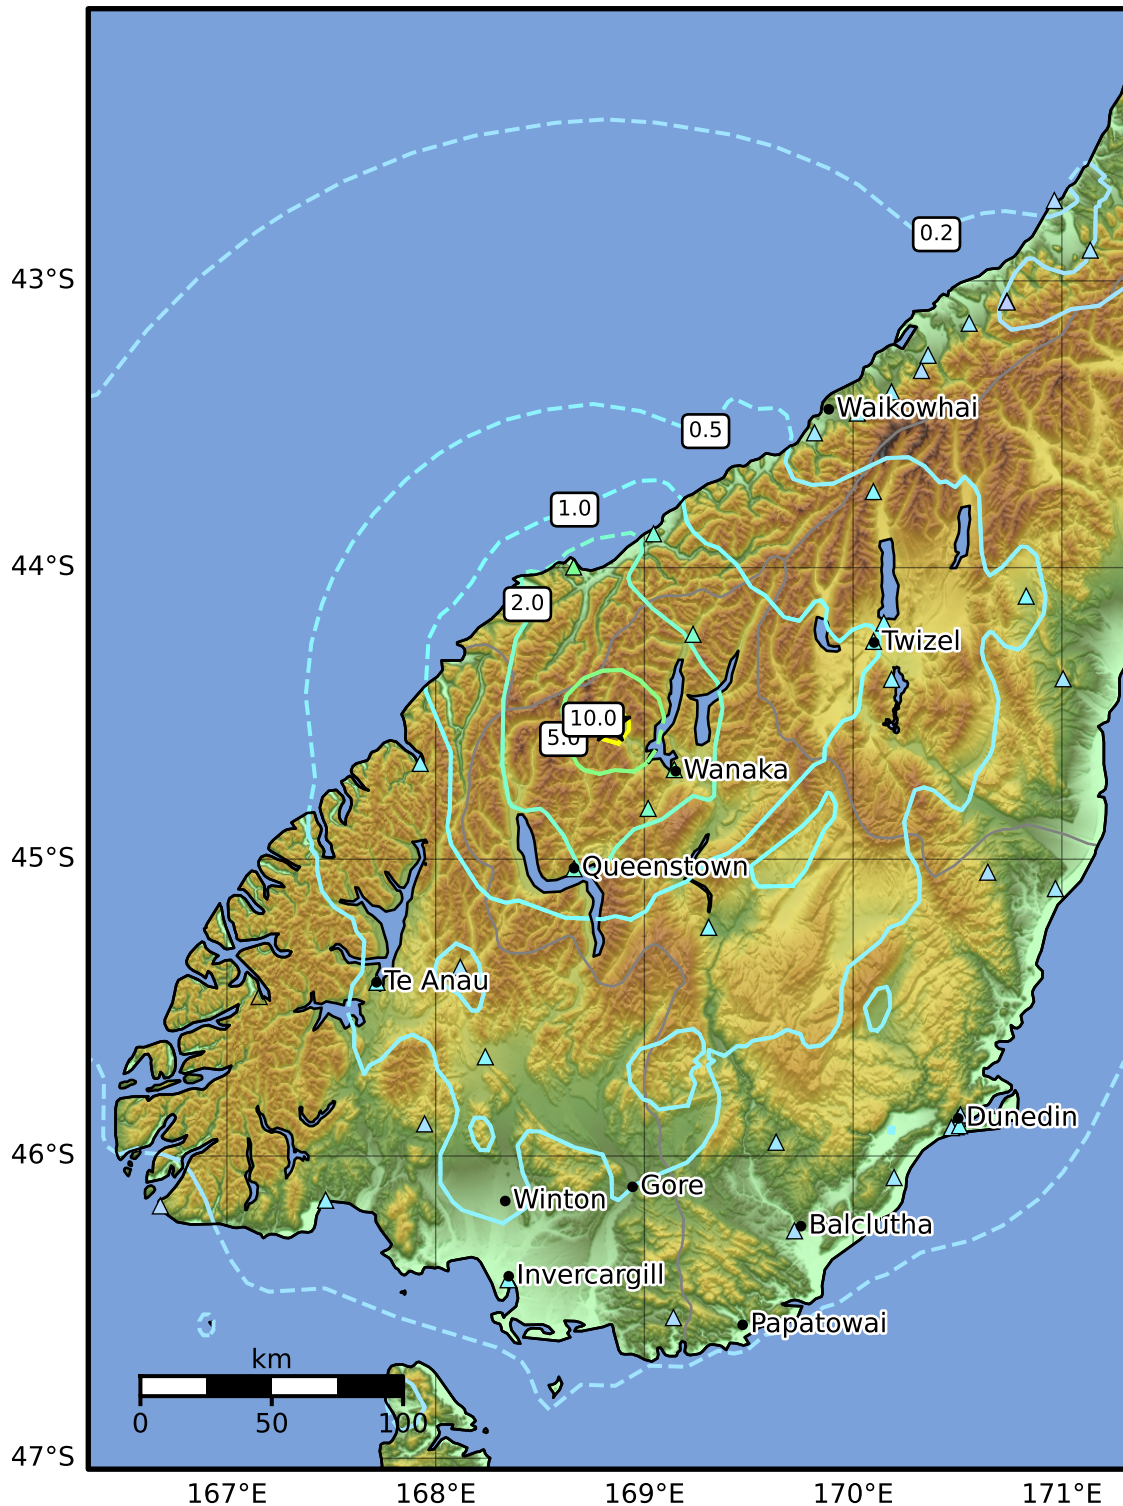 0.2
43°S
Waikowhai
0.5
1.0
44°S
2.0
Twizel
10.0
5.0
Wanaka
45°S
Queenstown
Te Anau
Dunedin
46°S
Gore
Winton
Balclutha
Invercargill
Papatowai
km
0 50 100
47°S
167°E 168°E 169°E 170°E 171°E